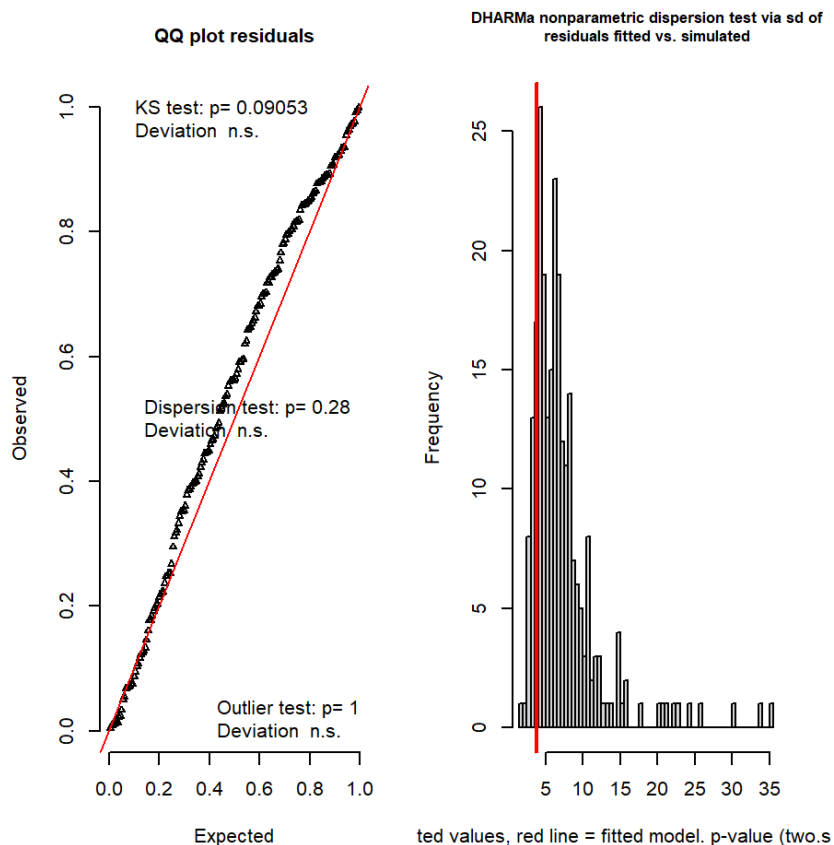 QQ plot residuals
KS test: p= 0.09053
Deviation n.s.
Dispersion test: p= 0.28
Deviation n.s.
Outlier test: p= 1
Deviation n.s.
Observed
0.0
0.2
0.4
0.6
0.8
1.0
0.0 0.2 0.4 0.6 0.8 1.0
Expected
DHARMa nonparametric dispersion test via sd of
residuals fitted vs. simulated
Frequency
0
5
10
15
20
25
5 10 15 20 25 30 35
ted values, red line = fitted model. p-value (two.s